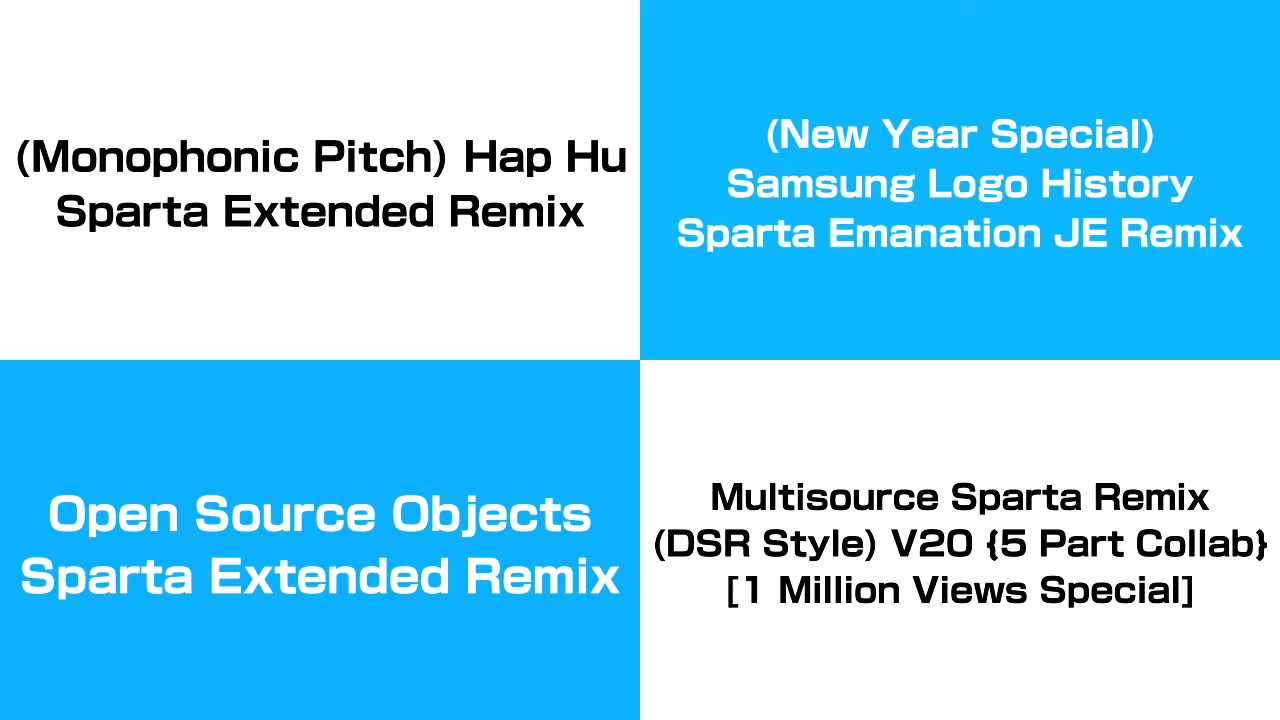 (Monophonic Pitch) Hap Hu
Sparta Extended Remix
(New Year Special)
Samsung Logo History
Sparta Emanation JE Remix
Open Source Objects
Sparta Extended Remix
Multisource Sparta Remix
(DSR Style) V20 {5 Part Collab}
[1 Million Views Special]